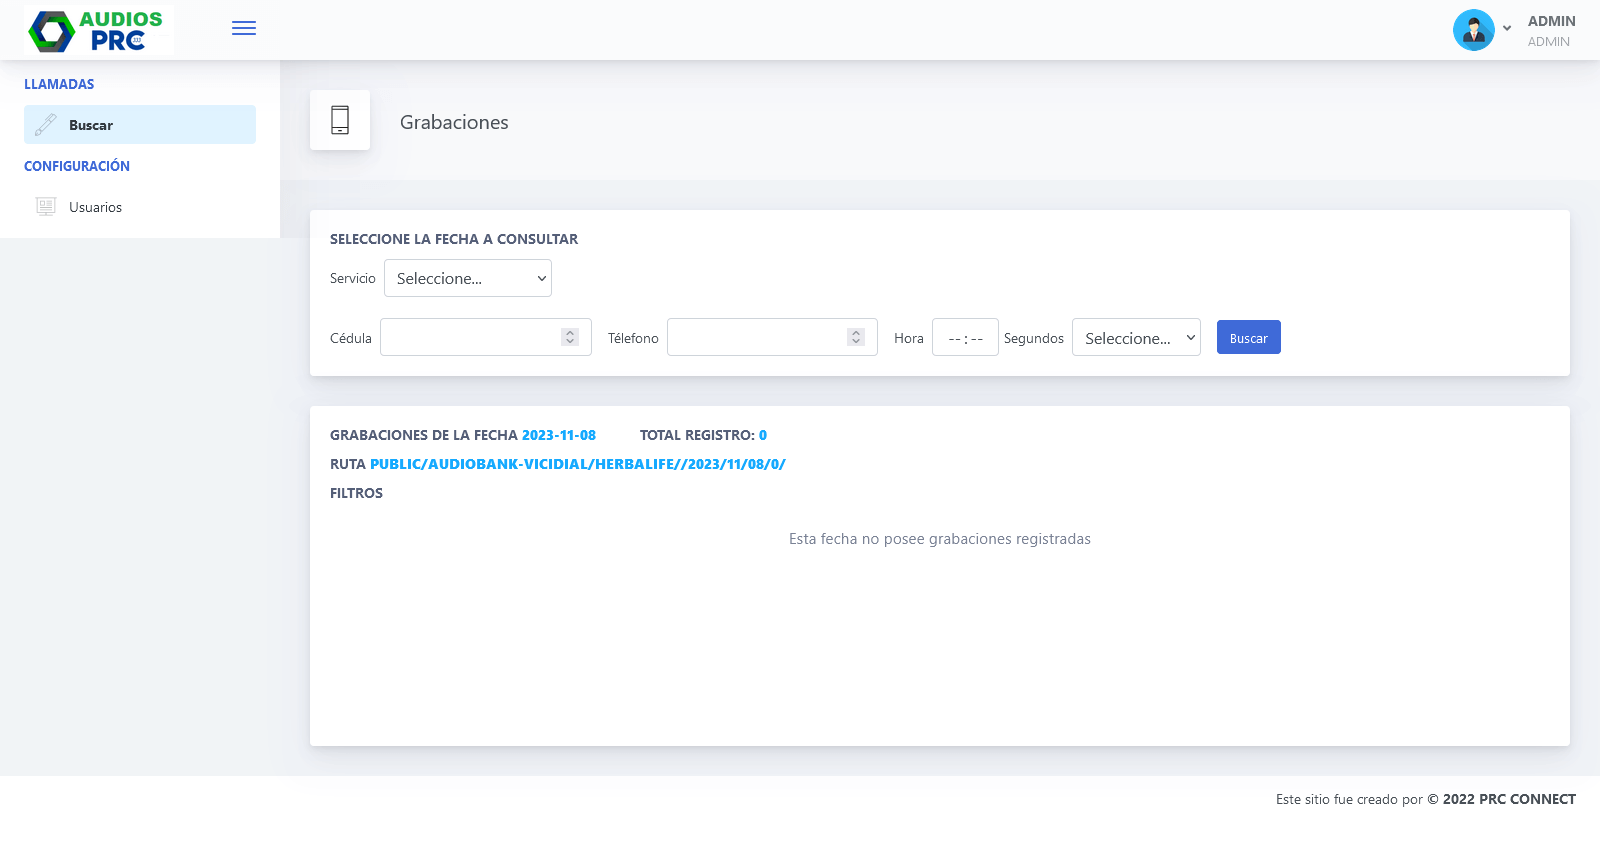 AUDIOS
PRC
ADMIN
ADMIN
LLAMADAS
Buscar
CONFIGURACIÓN
Usuarios
Grabaciones
SELECCIONE LA FECHA A CONSULTAR
Servicio Seleccione...
Cédula Télefono Hora --:-- Segundos Seleccione... Buscar
GRABACIONES DE LA FECHA 2023-11-08 TOTAL REGISTRO: 0
RUTA PUBLIC/AUDIOBANK-VICIDIAL/HERBALIFE//2023/11/08/0/
FILTROS
Esta fecha no posee grabaciones registradas
Este sitio fue creado por © 2022 PRC CONNECT